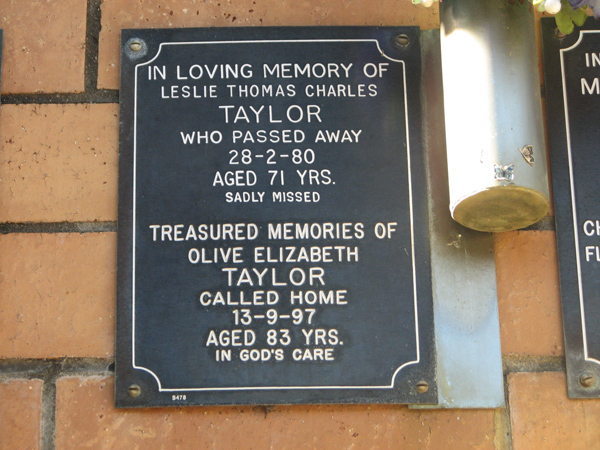 IN LOVING MEMORY OF
LESLIE THOMAS CHARLES
TAYLOR
WHO PASSED AWAY
28-2-80
AGED 71 YRS.
SADLY MISSED
TREASURED MEMORIES OF
OLIVE ELIZABETH
TAYLOR
CALLED HOME
13-9-97
AGED 83 YRS.
IN GOD'S CARE